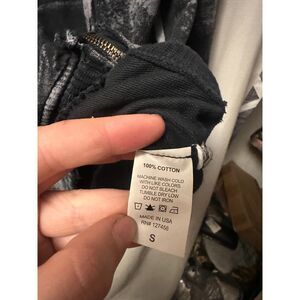 100% COTTON
MACHINE WASH COLD
WITH LIKE COLORS
DO NOT BLEACH
TUMBLE DRY LOW
DO NOT IRON
MADE IN USA
RN# 127456
S